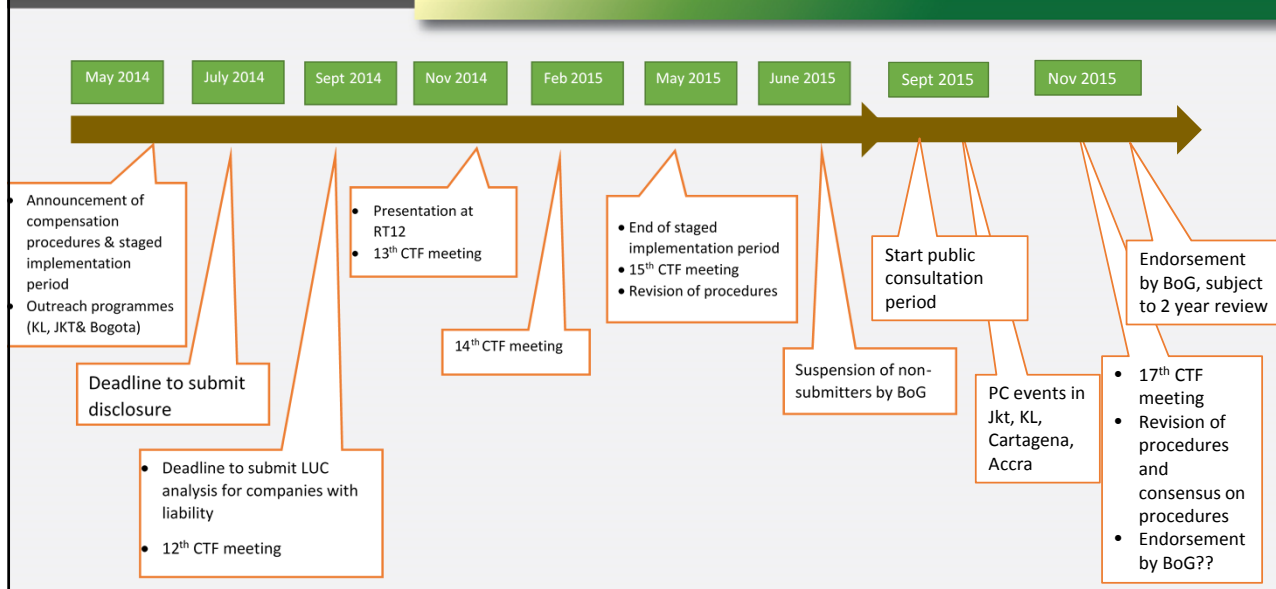 May 2014
July 2014
Sept 2014
Nov 2014
Feb 2015
May 2015
June 2015
Sept 2015
Nov 2015
• Announcement of
compensation
procedures & staged
implementation
period
• Outreach programmes
(KL, JKT& Bogota)
Deadline to submit
disclosure
• Deadline to submit LUC
analysis for companies with
liability
• 12th CTF meeting
• Presentation at
RT12
• 13th CTF meeting
14th CTF meeting
• End of staged
implementation period
• 15th CTF meeting
• Revision of procedures
Suspension of non-
submitters by BoG
Start public
consultation
period
PC events in
Jkt, KL,
Cartagena,
Accra
• 17th CTF
meeting
• Revision of
procedures
and
consensus on
procedures
• Endorsement
by BoG??
Endorsement
by BoG, subject
to 2 year review